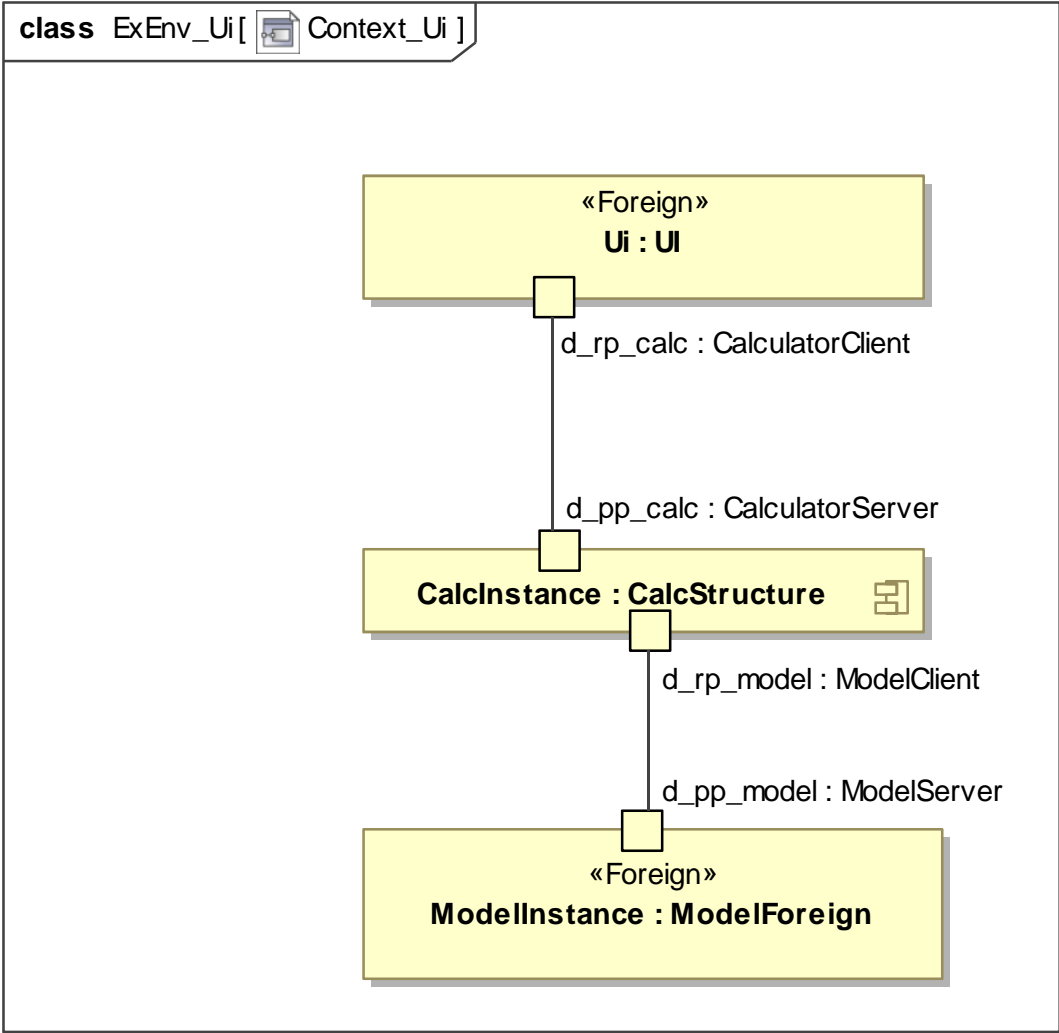 class ExEnv_Ui[ Context_Ui ]
«Foreign»
Ui : UI
d_rp_calc : CalculatorClient
d_pp_calc : CalculatorServer
CalcInstance : CalcStructure
d_rp_model : ModelClient
d_pp_model : ModelServer
«Foreign»
ModelInstance : ModelForeign